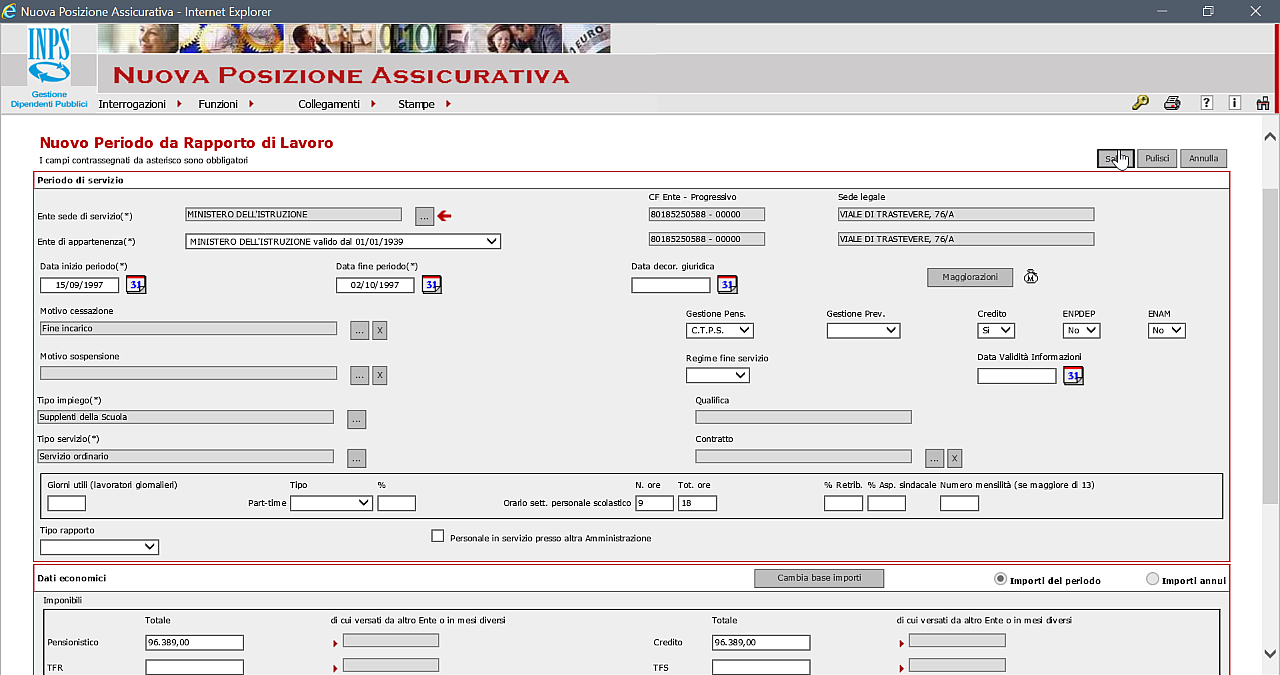 Nuova Posizione Assicurativa - Internet Explorer
INPS
Gestione
Dipendenti Pubblici
EURO
Nuova Posizione Assicurativa
Interrogazioni Funzioni Collegamenti Stampe
Nuovo Periodo da Rapporto di Lavoro
I campi contrassegnati da asterisco sono obbligatori
Pulisci Annulla
Periodo di servizio
CF Ente - Progressivo Sede legale
Ente sede di servizio(*) MINISTERO DELL'ISTRUZIONE ... 80185250588 - 00000 VIALE DI TRASTEVERE, 76/A
Ente di appartenenza(*) MINISTERO DELL'ISTRUZIONE valido dal 01/01/1939 80185250588 - 00000 VIALE DI TRASTEVERE, 76/A
Data inizio periodo(*) Data fine periodo(*) Data decor. giuridica
15/09/1997 31 02/10/1997 31 31 Maggiorazioni M
Motivo cessazione Gestione Pens. Gestione Prev. Credito ENPDEP ENAM
Fine incarico ... X C.T.P.S. Si No No
Motivo sospensione Regime fine servizio Data Validità Informazioni
... X 31
Tipo impiego(*) Qualifica
Supplenti della Scuola ...
Tipo servizio(*) Contratto
Servizio ordinario ... ... X
Giorni utili (lavoratori giornalieri) Tipo % N. ore Tot. ore % Retrib. % Asp. sindacale Numero mensilità (se maggiore di 13)
Part-time Orario sett. personale scolastico 9 18
Tipo rapporto
Personale in servizio presso altra Amministrazione
Dati economici Cambia base importi Importi del periodo Importi annui
Imponibili
Totale di cui versati da altro Ente o in mesi diversi Totale di cui versati da altro Ente o in mesi diversi
Pensionistico 96.389,00 Credito 96.389,00
TFR TFS